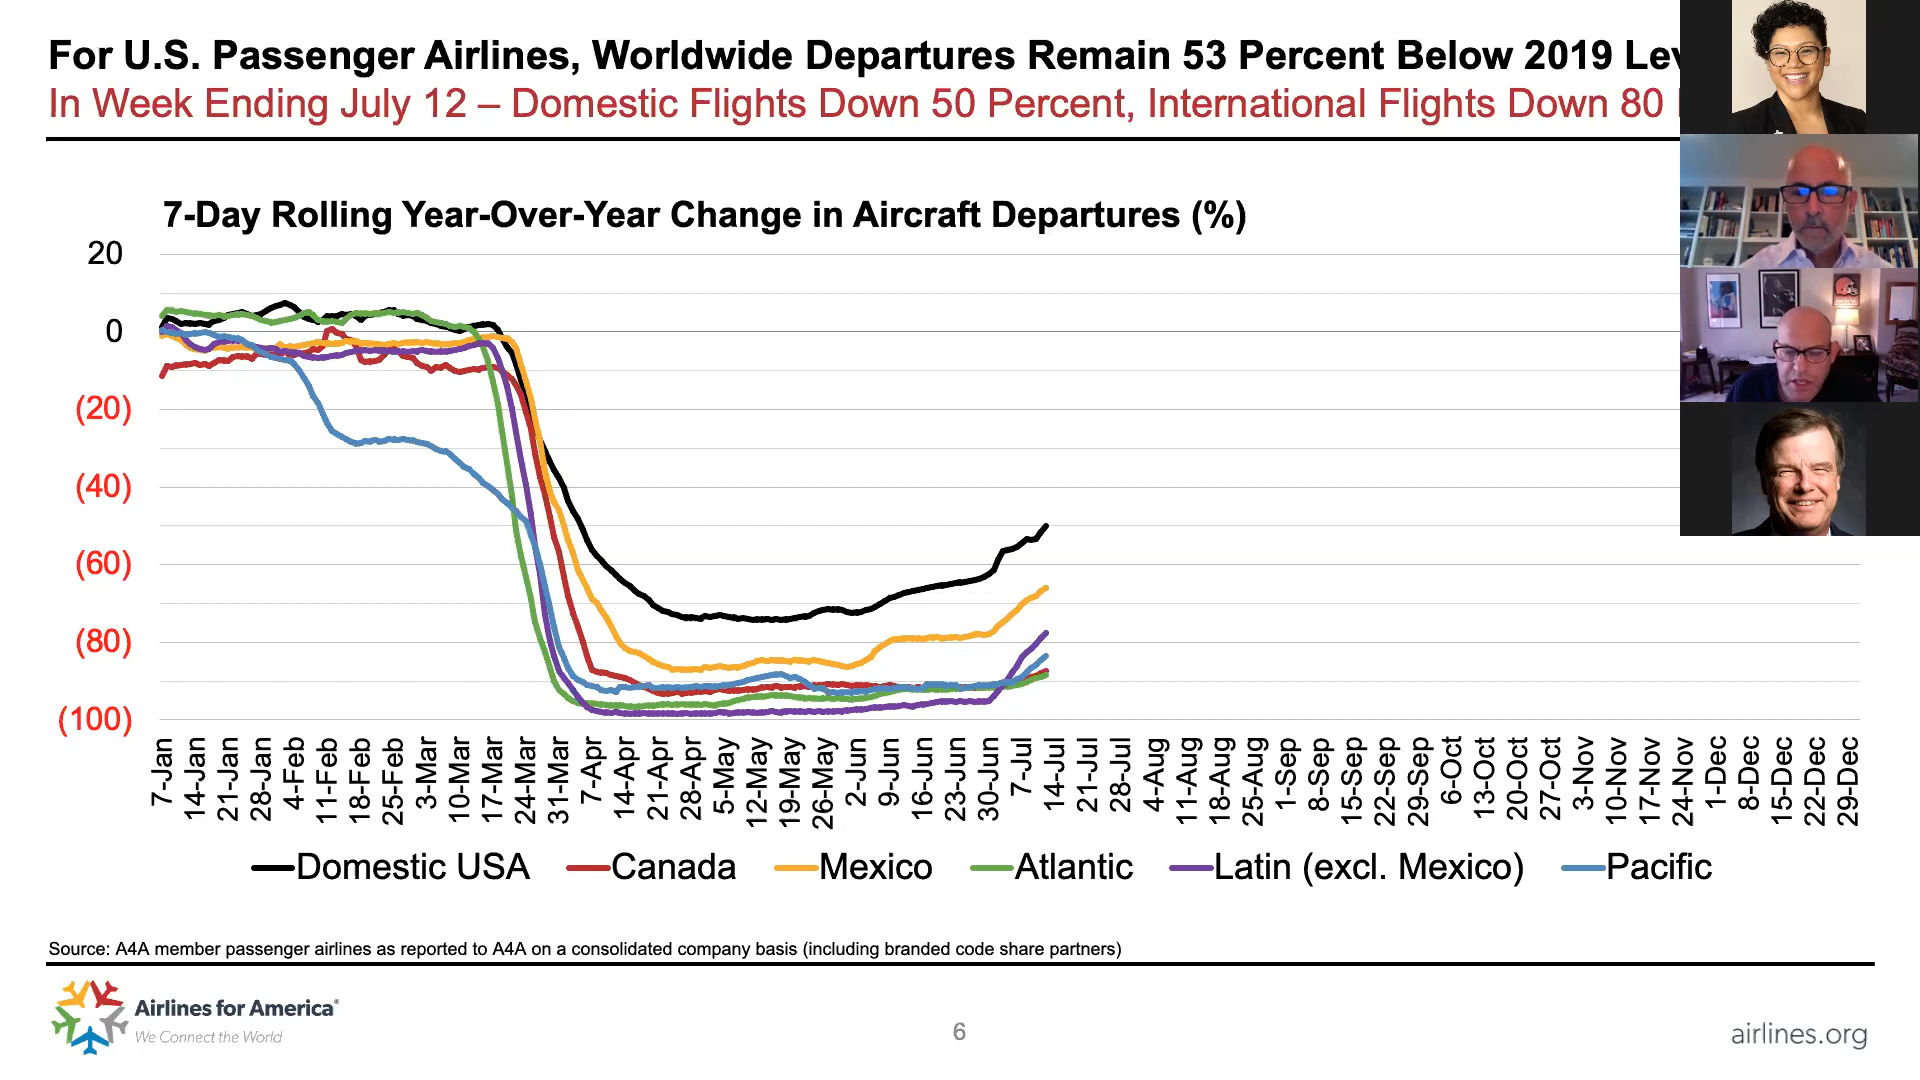 For U.S. Passenger Airlines, Worldwide Departures Remain 53 Percent Below 2019
In Week Ending July 12 – Domestic Flights Down 50 Percent, International Flights Down 80
7-Day Rolling Year-Over-Year Change in Aircraft Departures (%)
20
0
(20)
(40)
(60)
(80)
(100)
7-Jan
14-Jan
21-Jan
28-Jan
4-Feb
11-Feb
18-Feb
25-Feb
3-Mar
10-Mar
17-Mar
24-Mar
31-Mar
7-Apr
14-Apr
21-Apr
28-Apr
5-May
12-May
19-May
26-May
2-Jun
9-Jun
16-Jun
23-Jun
30-Jun
7-Jul
14-Jul
21-Jul
28-Jul
4-Aug
11-Aug
18-Aug
25-Aug
1-Sep
8-Sep
15-Sep
22-Sep
29-Sep
6-Oct
13-Oct
20-Oct
27-Oct
3-Nov
10-Nov
17-Nov
24-Nov
1-Dec
8-Dec
15-Dec
22-Dec
29-Dec
Domestic USA Canada Mexico Atlantic Latin (excl. Mexico) Pacific
Source: A4A member passenger airlines as reported to A4A on a consolidated company basis (including branded code share partners)
Airlines for America®
We Connect the World
6
airlines.org